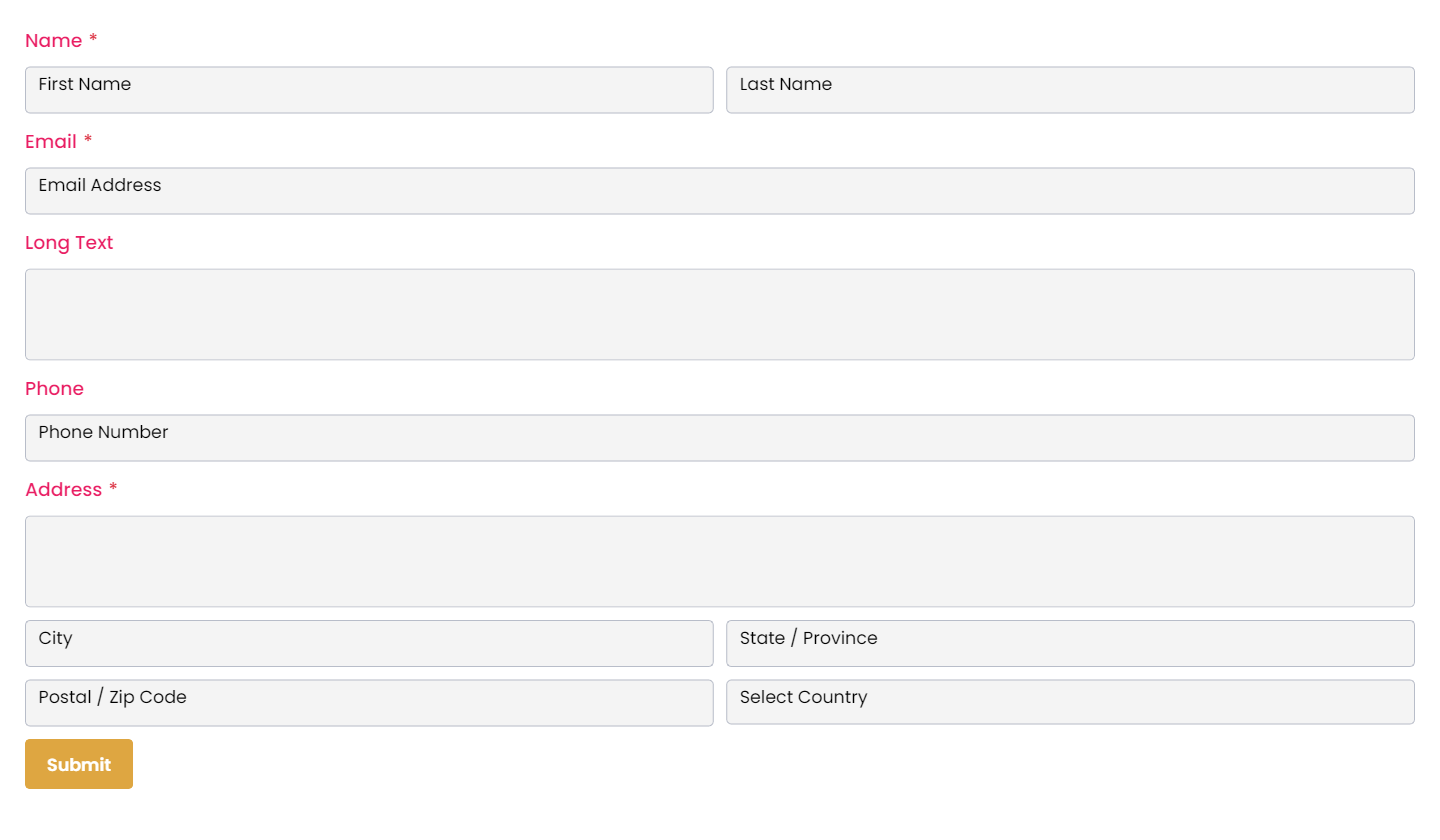 Name *
First Name
Last Name
Email *
Email Address
Long Text
Phone
Phone Number
Address *
City
State / Province
Postal / Zip Code
Select Country
Submit